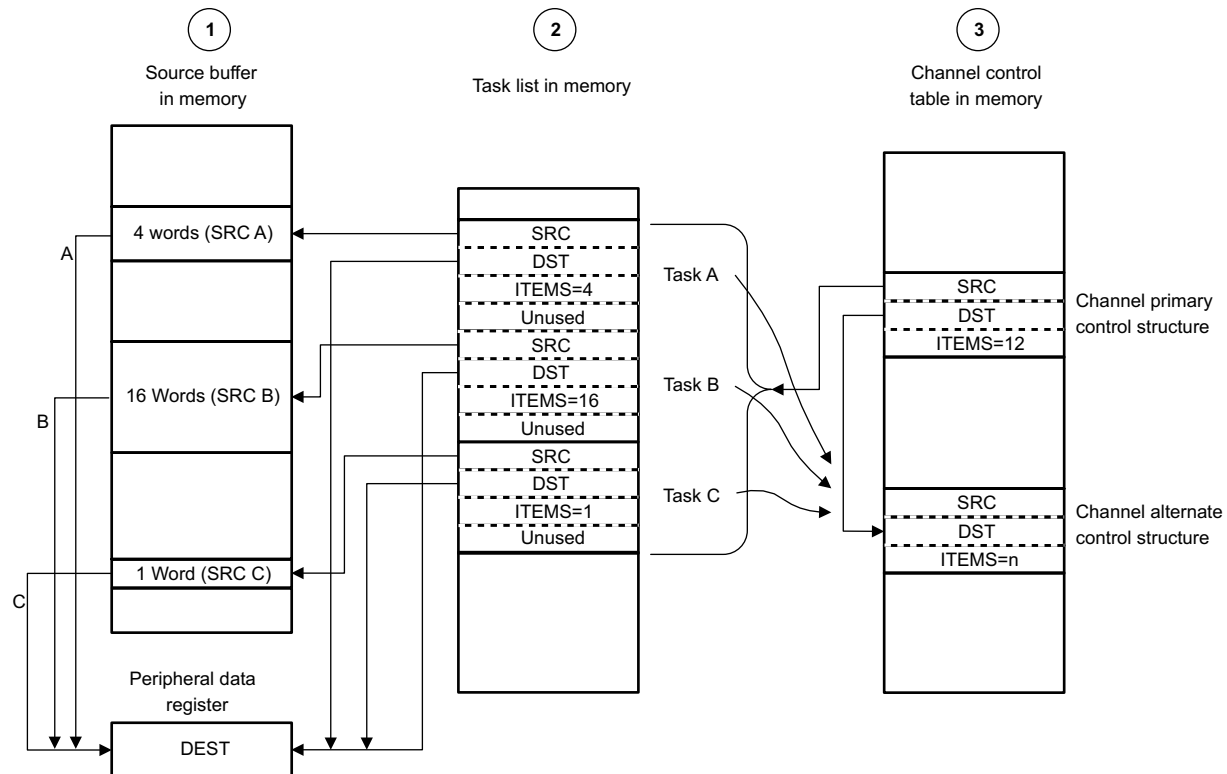 1
Source buffer
in memory
4 words (SRC A)
16 Words (SRC B)
1 Word (SRC C)
A
B
C
Peripheral data
register
DEST
2
Task list in memory
SRC
DST
ITEMS=4
Unused
SRC
DST
ITEMS=16
Unused
SRC
DST
ITEMS=1
Unused
Task A
Task B
Task C
3
Channel control
table in memory
SRC
DST
ITEMS=12
Channel primary
control structure
SRC
DST
ITEMS=n
Channel alternate
control structure